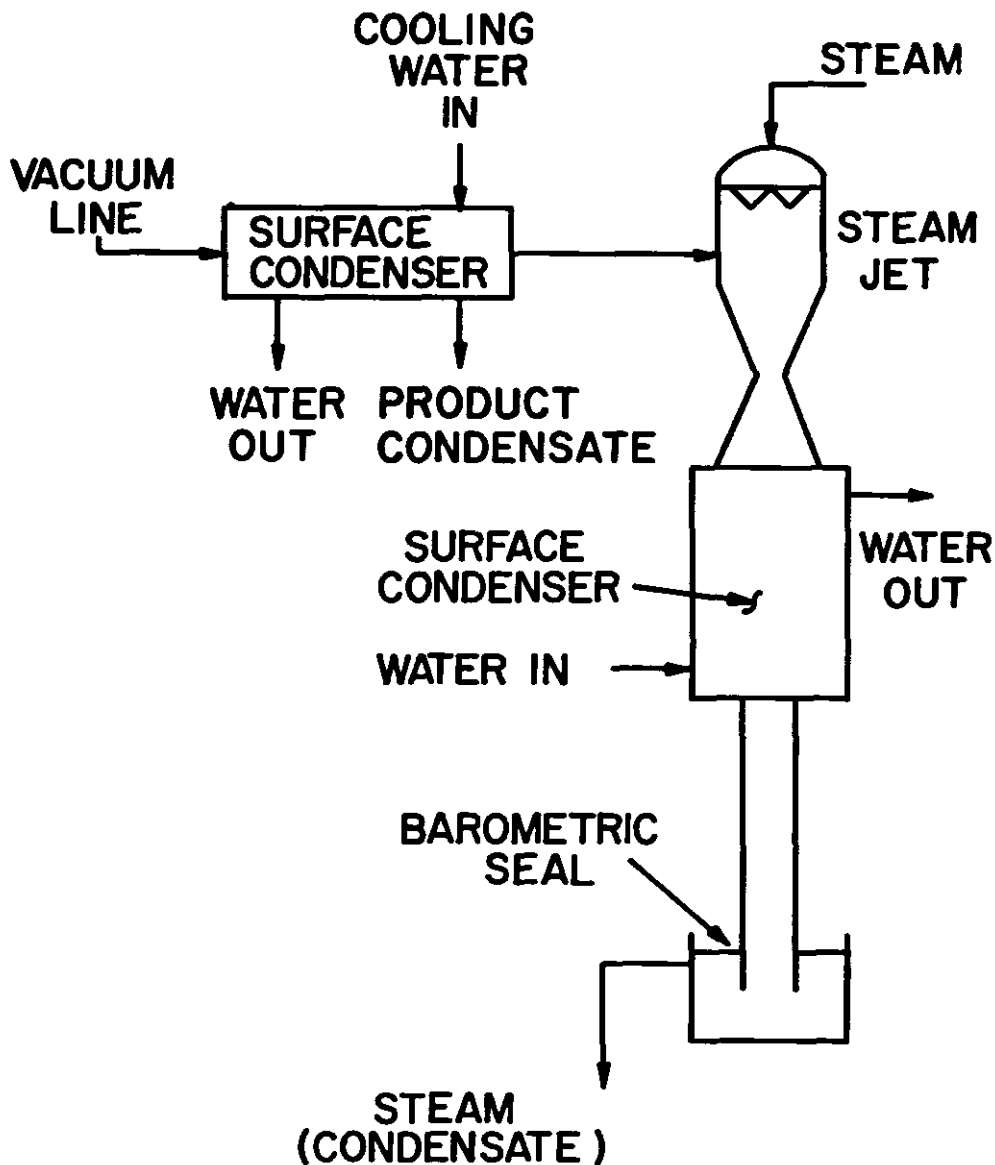 COOLING
WATER
IN
STEAM
VACUUM
LINE
SURFACE
CONDENSER
STEAM
JET
WATER
OUT
PRODUCT
CONDENSATE
SURFACE
CONDENSER
WATER
OUT
WATER IN
BAROMETRIC
SEAL
STEAM
(CONDENSATE)